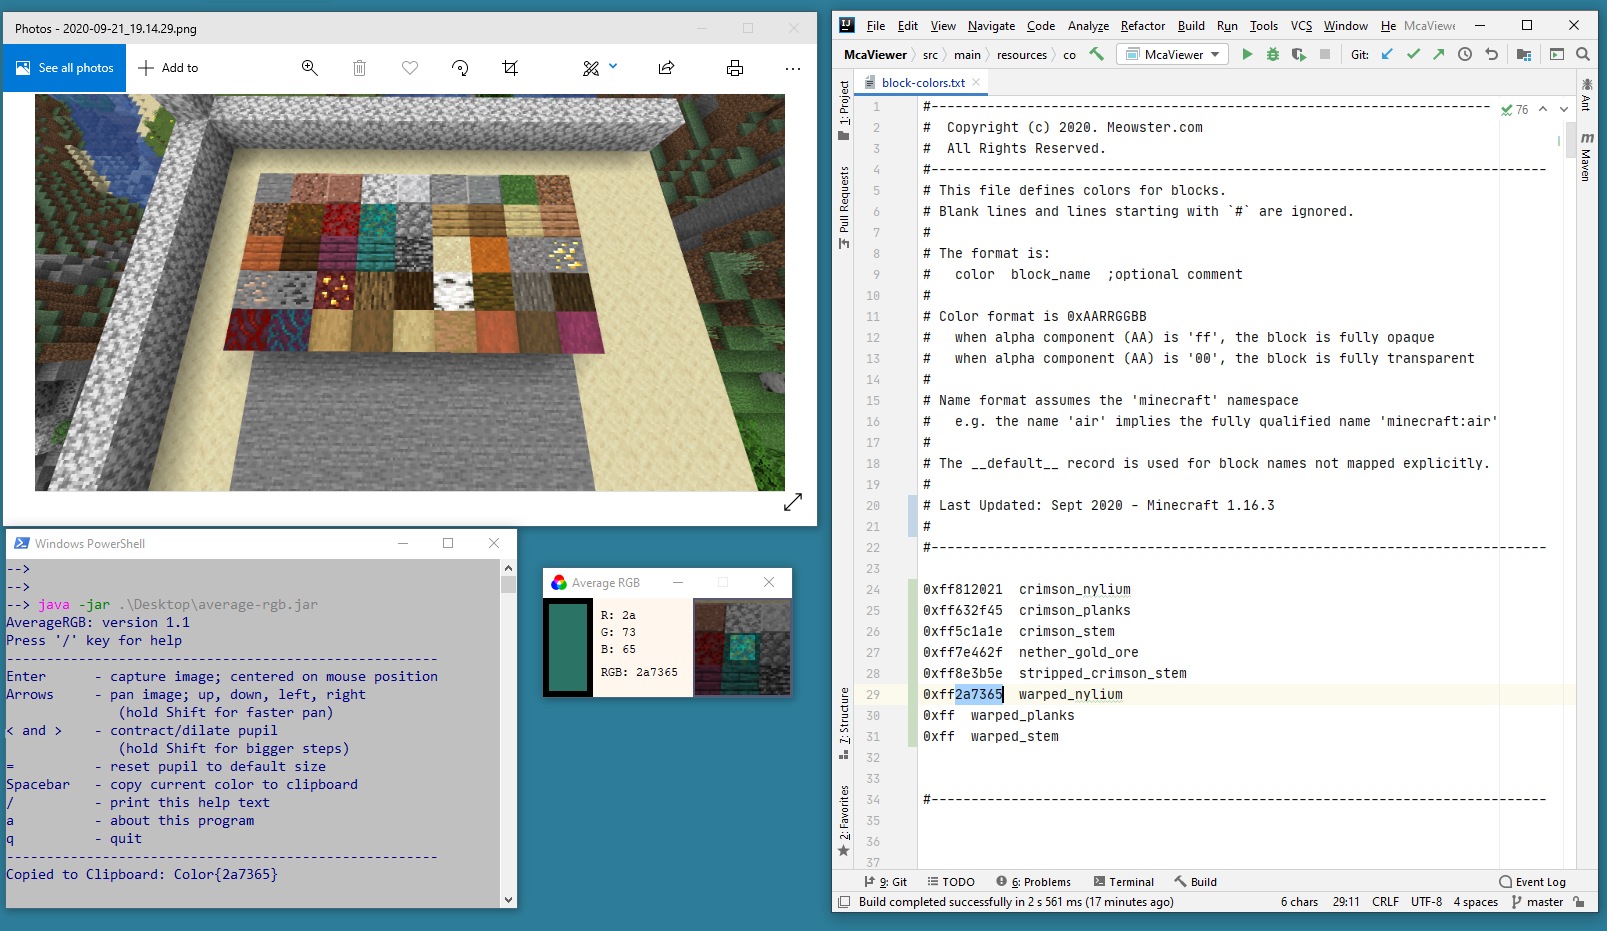 Photos - 2020-09-21_19.14.29.png
See all photos
Add to
Windows PowerShell
-->
-->
--> java -jar .\Desktop\average-rgb.jar
AverageRGB: version 1.1
Press '/' key for help
------------------------------------------------------
Enter - capture image; centered on mouse position
Arrows - pan image; up, down, left, right
(hold Shift for faster pan)
< and > - contract/dilate pupil
(hold Shift for bigger steps)
= - reset pupil to default size
Spacebar - copy current color to clipboard
/ - print this help text
a - about this program
q - quit
------------------------------------------------------
Copied to Clipboard: Color{2a7365}
Average RGB
R: 2a
G: 73
B: 65
RGB: 2a7365
File Edit View Navigate Code Analyze Refactor Build Run Tools VCS Window He McaViewe
McaViewer src main resources co McaViewer Git:
block-colors.txt
76
1: Project
Pull Requests
7: Structure
2: Favorites
Ant
Maven
1 #----------------------------------------------------------------------
2 # Copyright (c) 2020. Meowster.com
3 # All Rights Reserved.
4 #-----------------------------------------------------------------------------
5 # This file defines colors for blocks.
6 # Blank lines and lines starting with `#` are ignored.
7 #
8 # The format is:
9 # color block_name ;optional comment
10 #
11 # Color format is 0xAARRGGBB
12 # when alpha component (AA) is 'ff', the block is fully opaque
13 # when alpha component (AA) is '00', the block is fully transparent
14 #
15 # Name format assumes the 'minecraft' namespace
16 # e.g. the name 'air' implies the fully qualified name 'minecraft:air'
17 #
18 # The __default__ record is used for block names not mapped explicitly.
19 #
20 # Last Updated: Sept 2020 - Minecraft 1.16.3
21 #
22 #-----------------------------------------------------------------------------
23
24 0xff812021 crimson_nylium
25 0xff632f45 crimson_planks
26 0xff5c1a1e crimson_stem
27 0xff7e462f nether_gold_ore
28 0xff8e3b5e stripped_crimson_stem
29 0xff2a7365 warped_nylium
30 0xff warped_planks
31 0xff warped_stem
32
33
34 #-----------------------------------------------------------------------------
35
36
37
9: Git TODO 6: Problems Terminal Build Event Log
Build completed successfully in 2 s 561 ms (17 minutes ago) 6 chars 29:11 CRLF UTF-8 4 spaces master